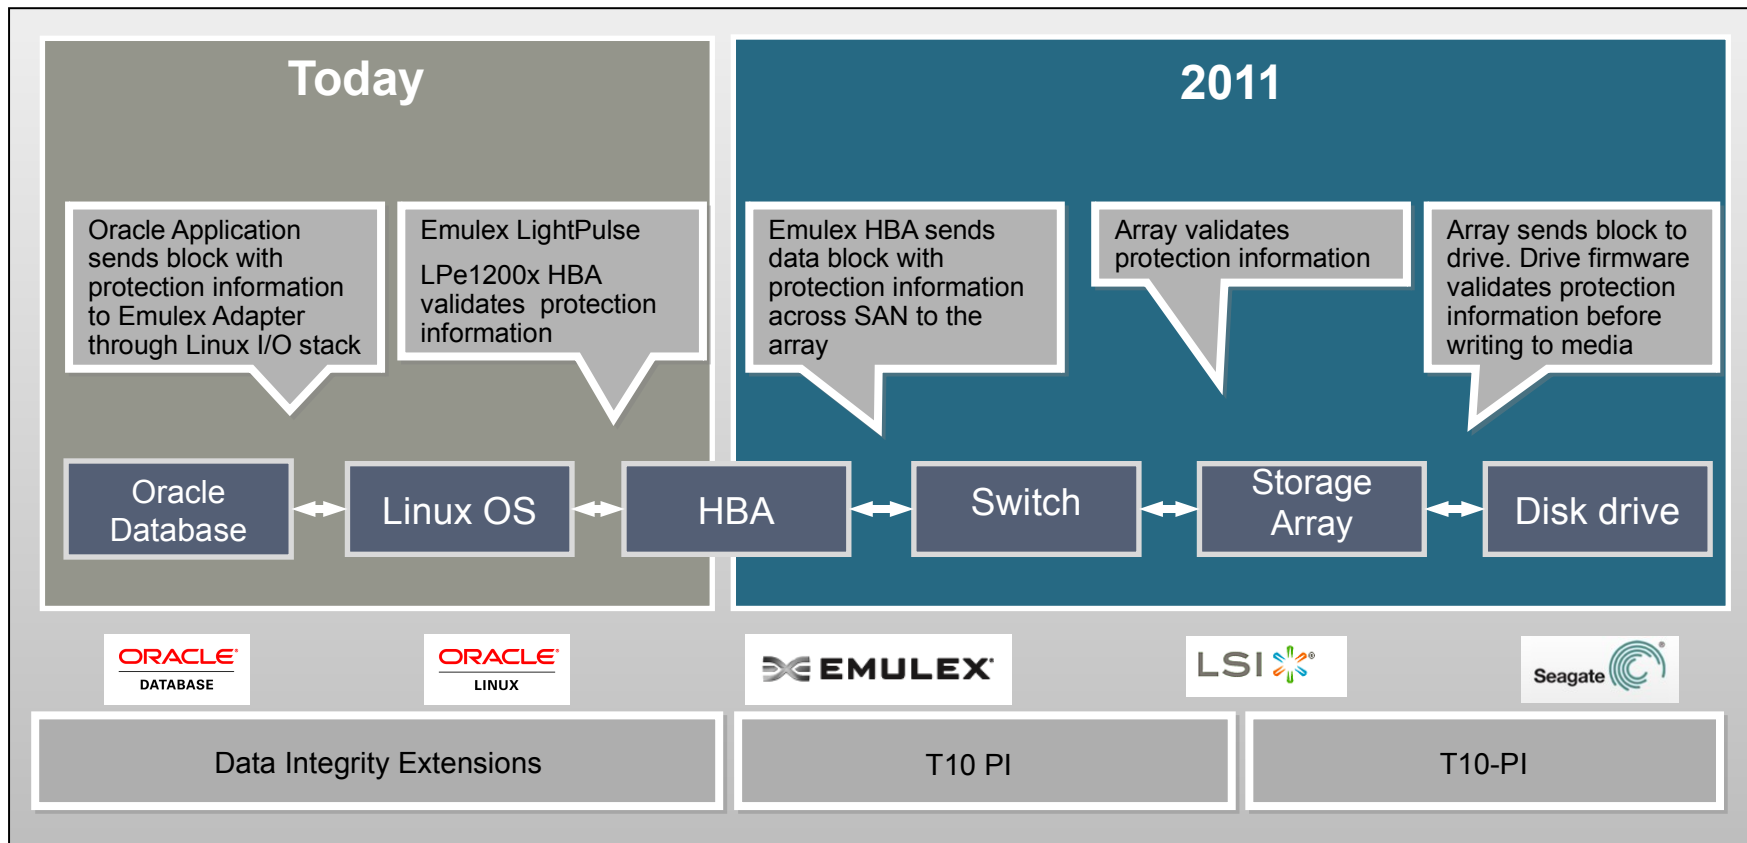 Today
2011
Oracle Application
sends block with
protection information
to Emulex Adapter
through Linux I/O stack
Emulex LightPulse
LPe1200x HBA
validates protection
information
Emulex HBA sends
data block with
protection information
across SAN to the
array
Array validates
protection information
Array sends block to
drive. Drive firmware
validates protection
information before
writing to media
Oracle
Database
Linux OS
HBA
Switch
Storage
Array
Disk drive
ORACLE®
DATABASE
ORACLE®
LINUX
EMULEX®
LSI®
Seagate®
Data Integrity Extensions
T10 PI
T10-PI